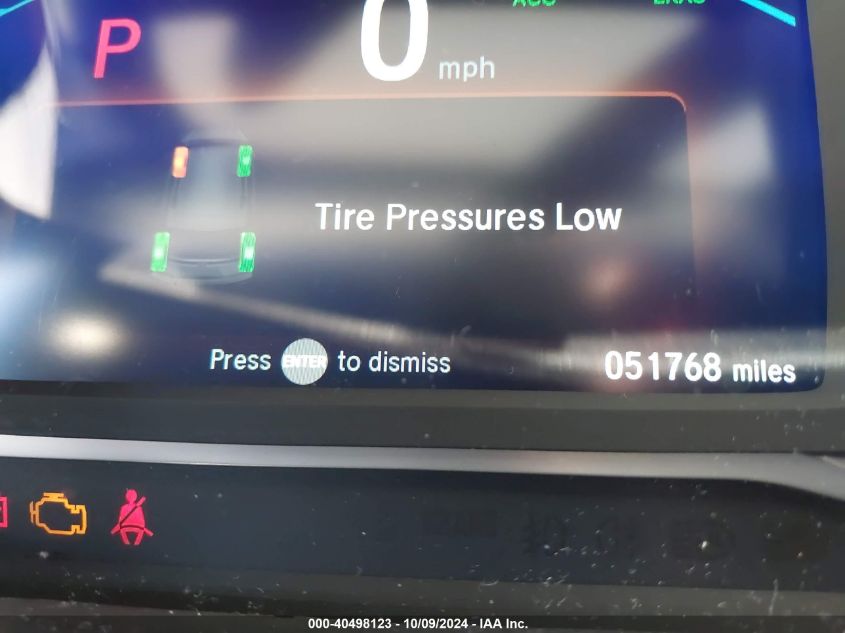 P
0
mph
Tire Pressures Low
Press ENTER to dismiss
051768 miles
000-40498123 - 10/09/2024 - IAA Inc.